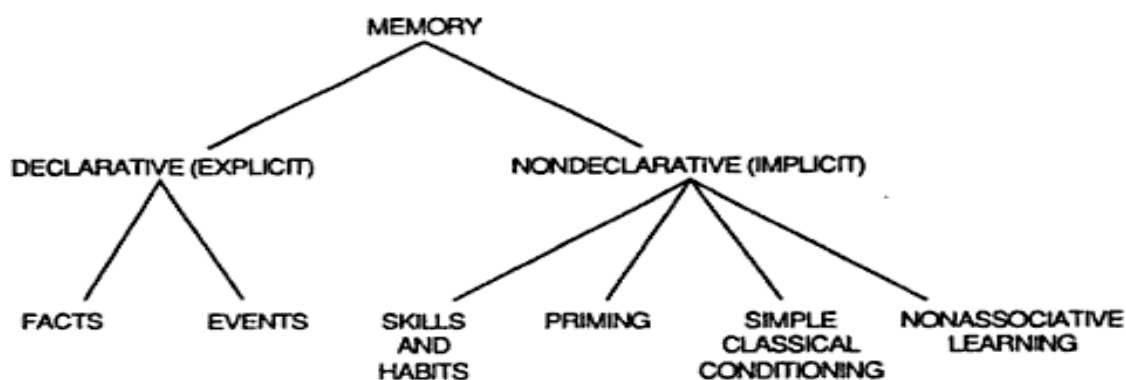 MEMORY
DECLARATIVE (EXPLICIT)
NONDECLARATIVE (IMPLICIT)
FACTS
EVENTS
SKILLS
AND
HABITS
PRIMING
SIMPLE
CLASSICAL
CONDITIONING
NONASSOCIATIVE
LEARNING